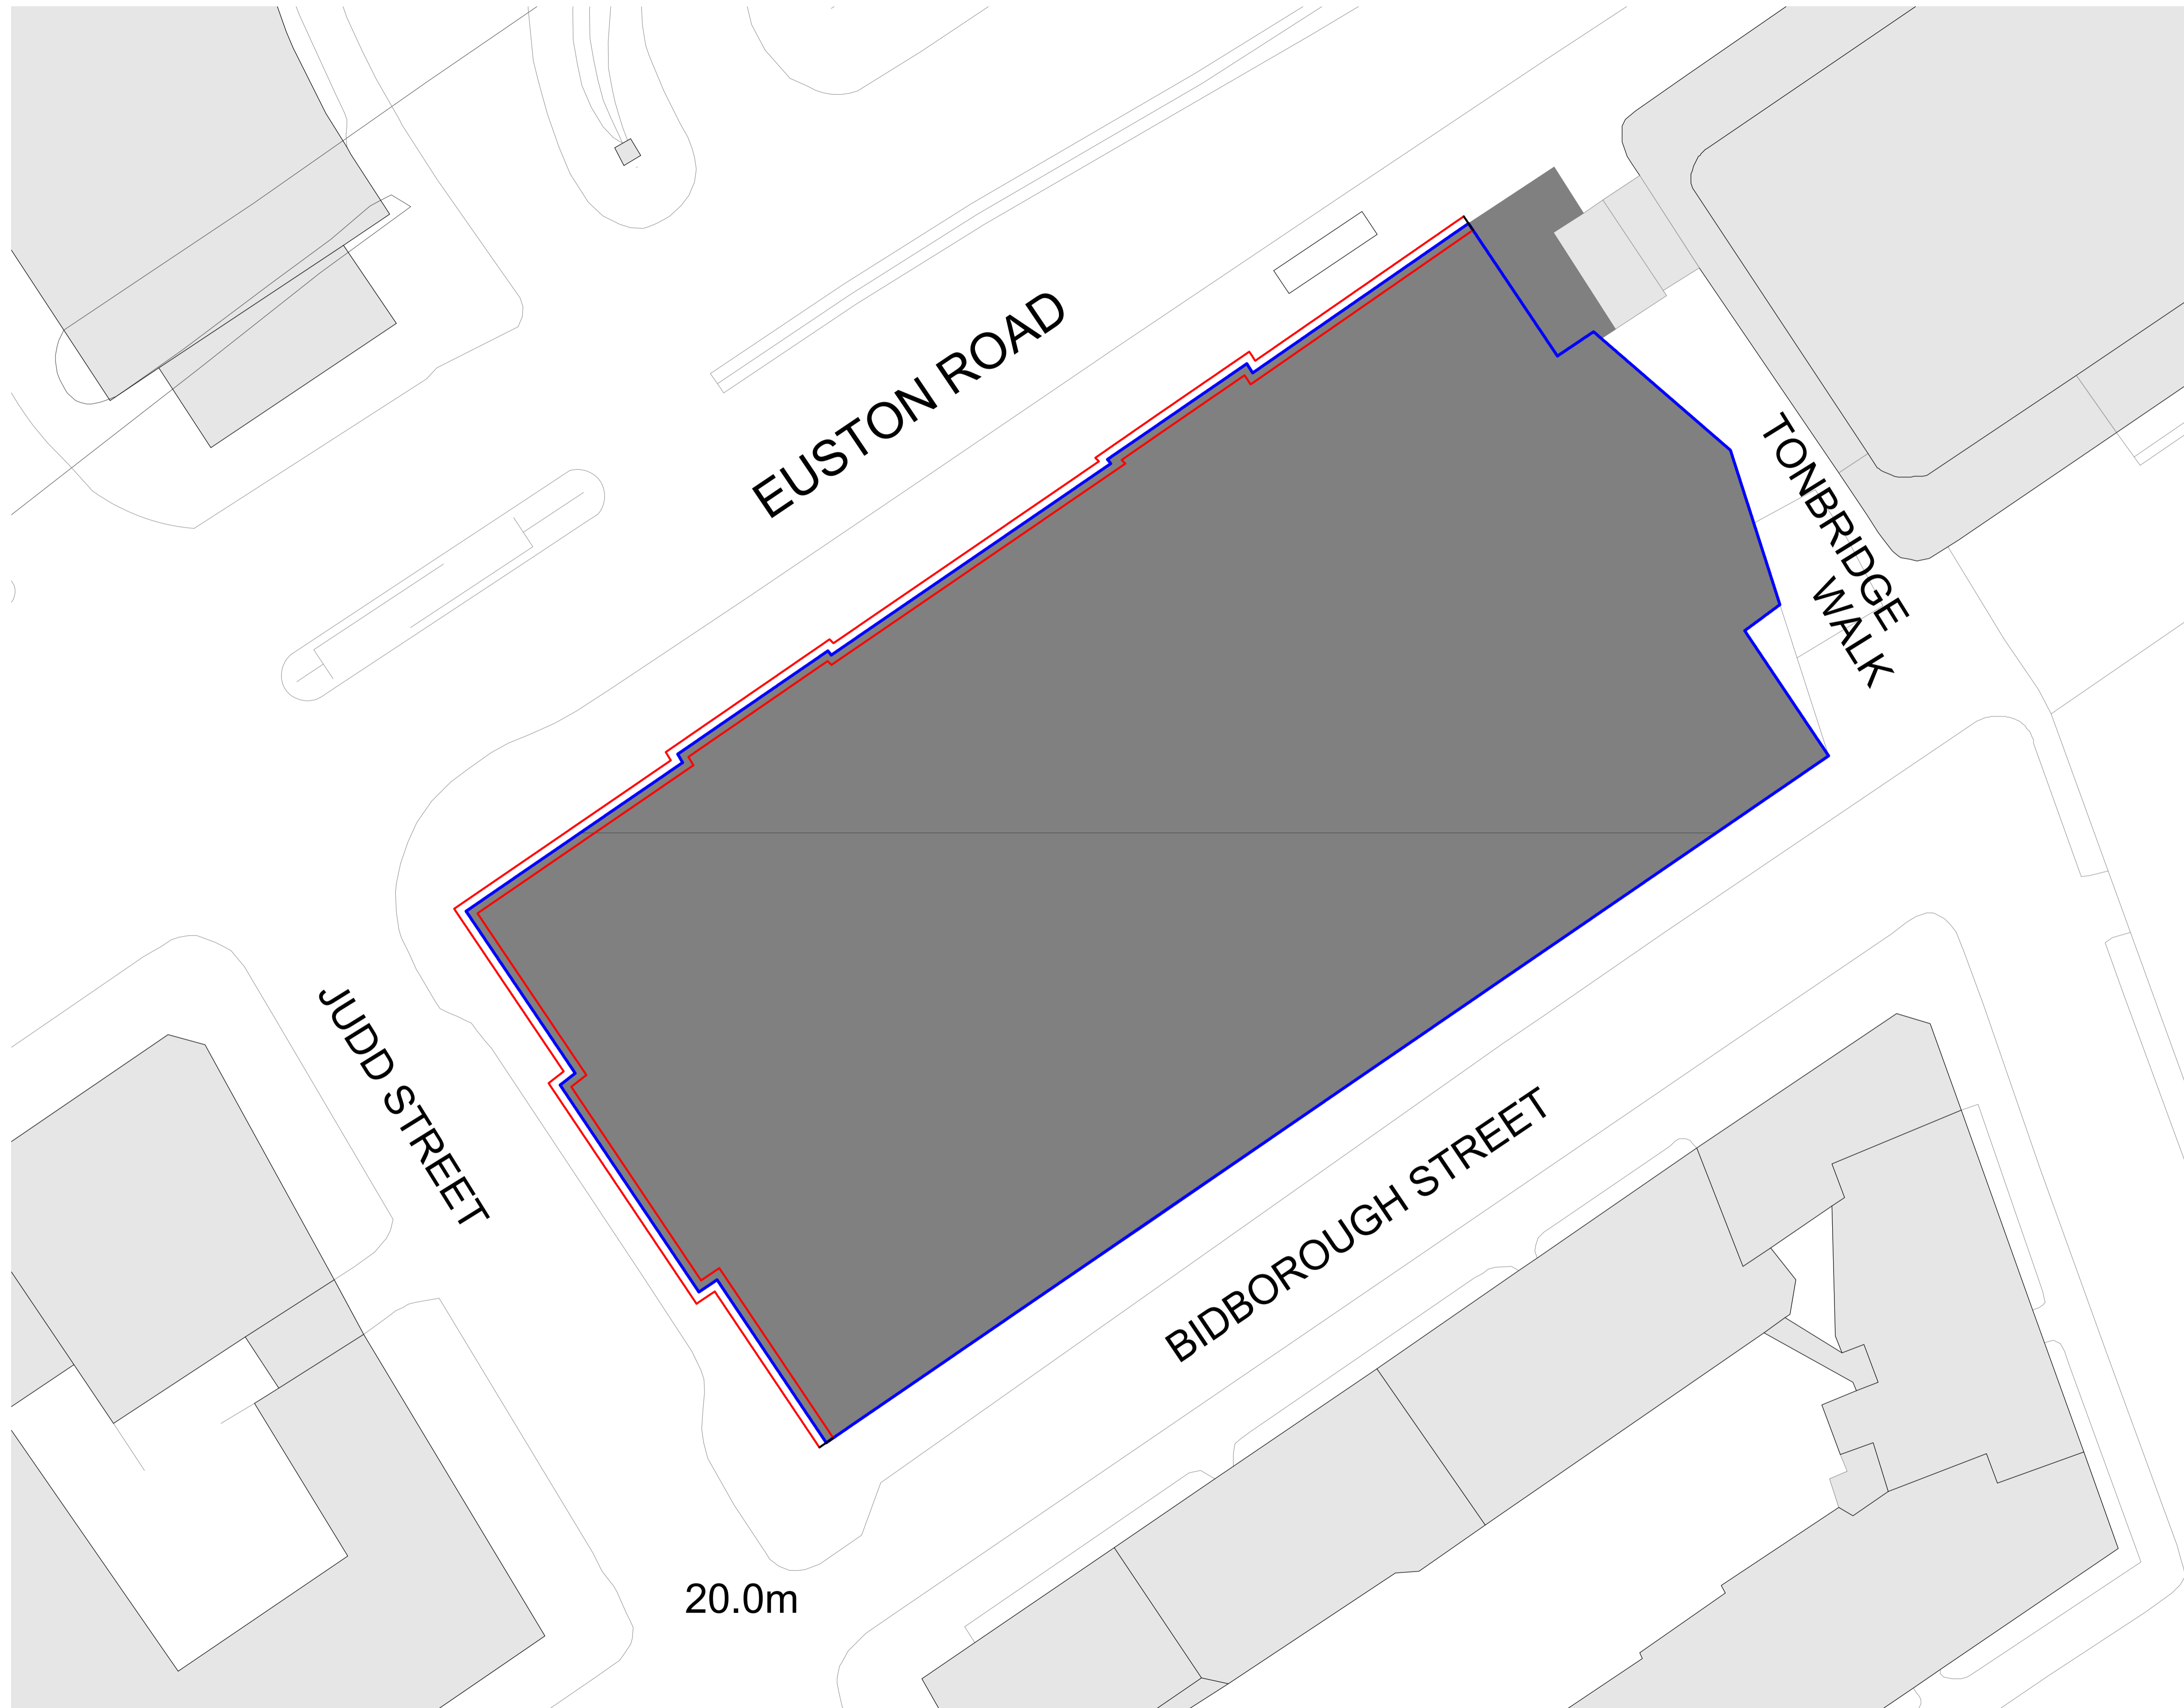 EUSTON ROAD
TONBRIDGE
WALK
JUDD STREET
BIDBOROUGH STREET
20.0m